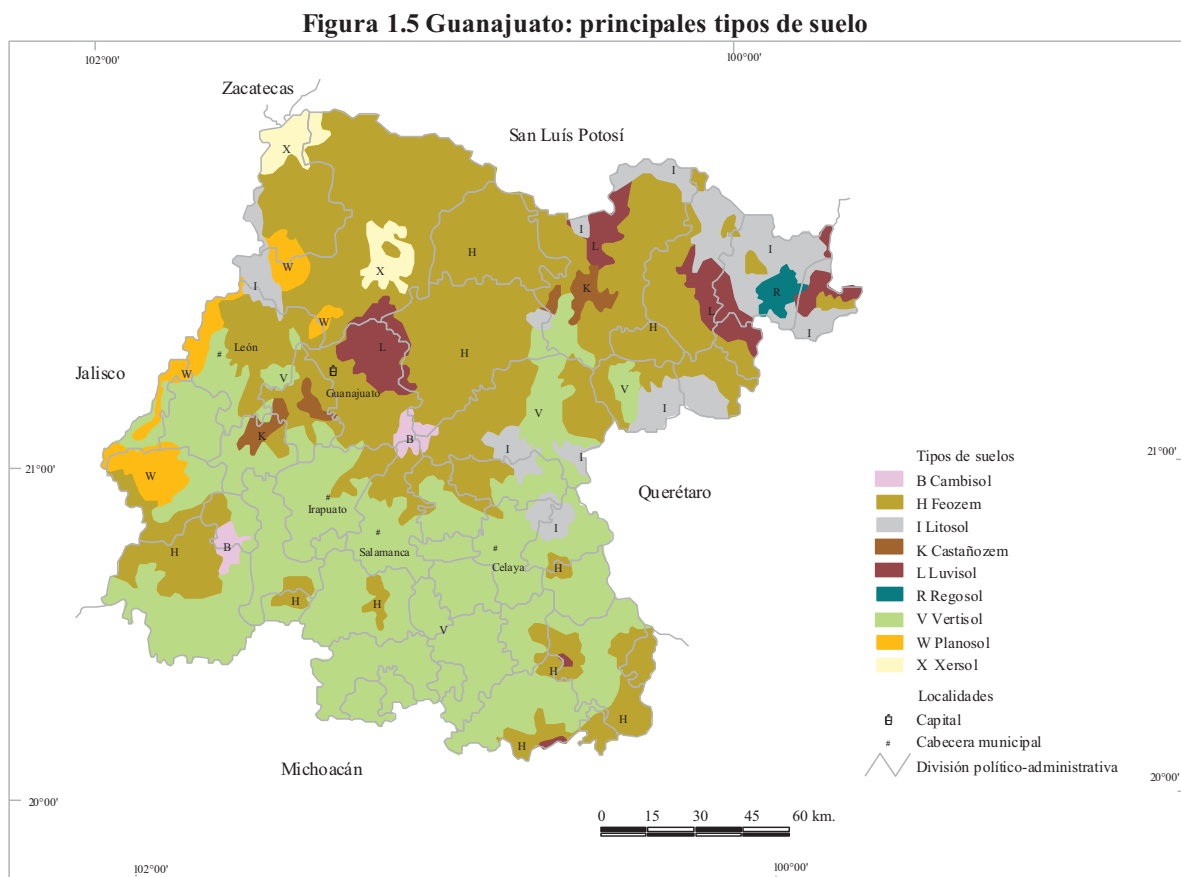 Figura 1.5 Guanajuato: principales tipos de suelo
102°00'
100°00'
Zacatecas
San Luís Potosí
X
I
I
L
I
H
W
X
I
K
R
L
I
W
H
H
León
L
Jalisco
W
V
Guanajuato
V
I
V
K
B
I
I
21°00'
21°00'
W
Querétaro
Irapuato
I
H
B
Salamanca
Celaya
H
H
H
V
H
H
H
Michoacán
Tipos de suelos
B Cambisol
H Feozem
I Litosol
K Castañozem
L Luvisol
R Regosol
V Vertisol
W Planosol
X Xersol
Localidades
Capital
# Cabecera municipal
División político-administrativa
20°00'
20°00'
0 15 30 45 60 km.
102°00'
100°00'